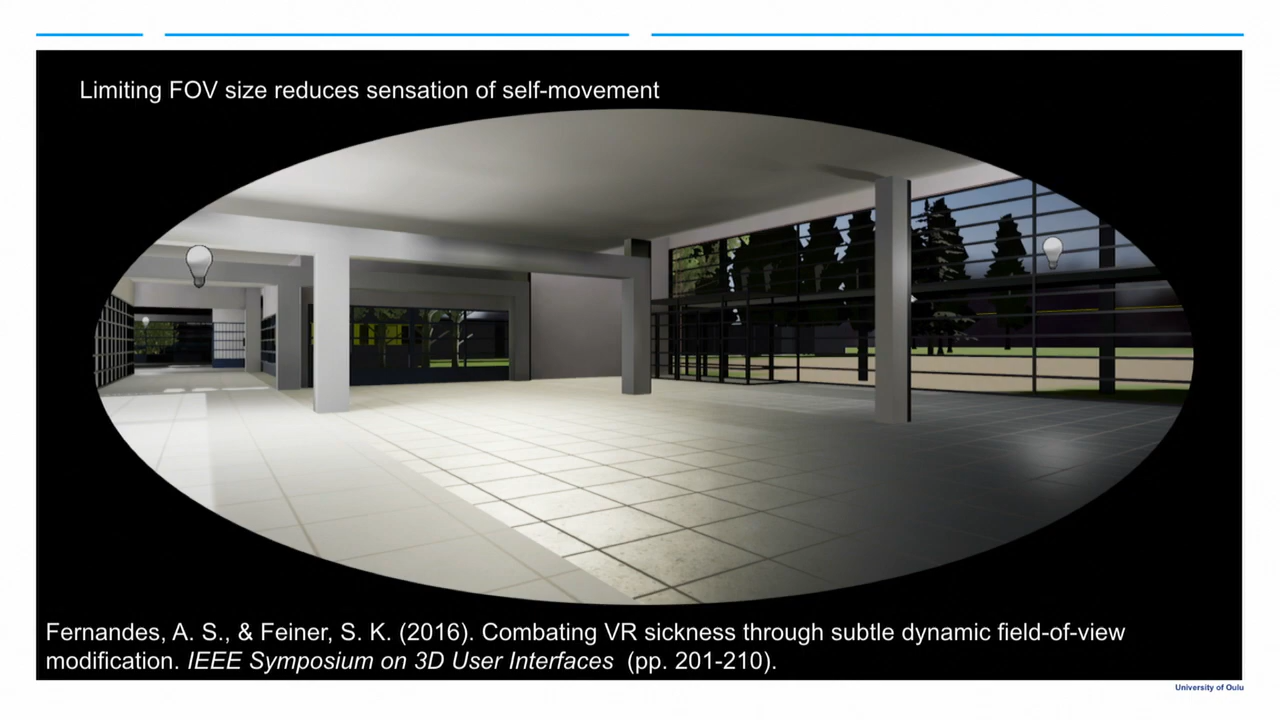 Limiting FOV size reduces sensation of self-movement
Fernandes, A. S., & Feiner, S. K. (2016). Combating VR sickness through subtle dynamic field-of-view
modification. IEEE Symposium on 3D User Interfaces (pp. 201-210).
University of Oulu